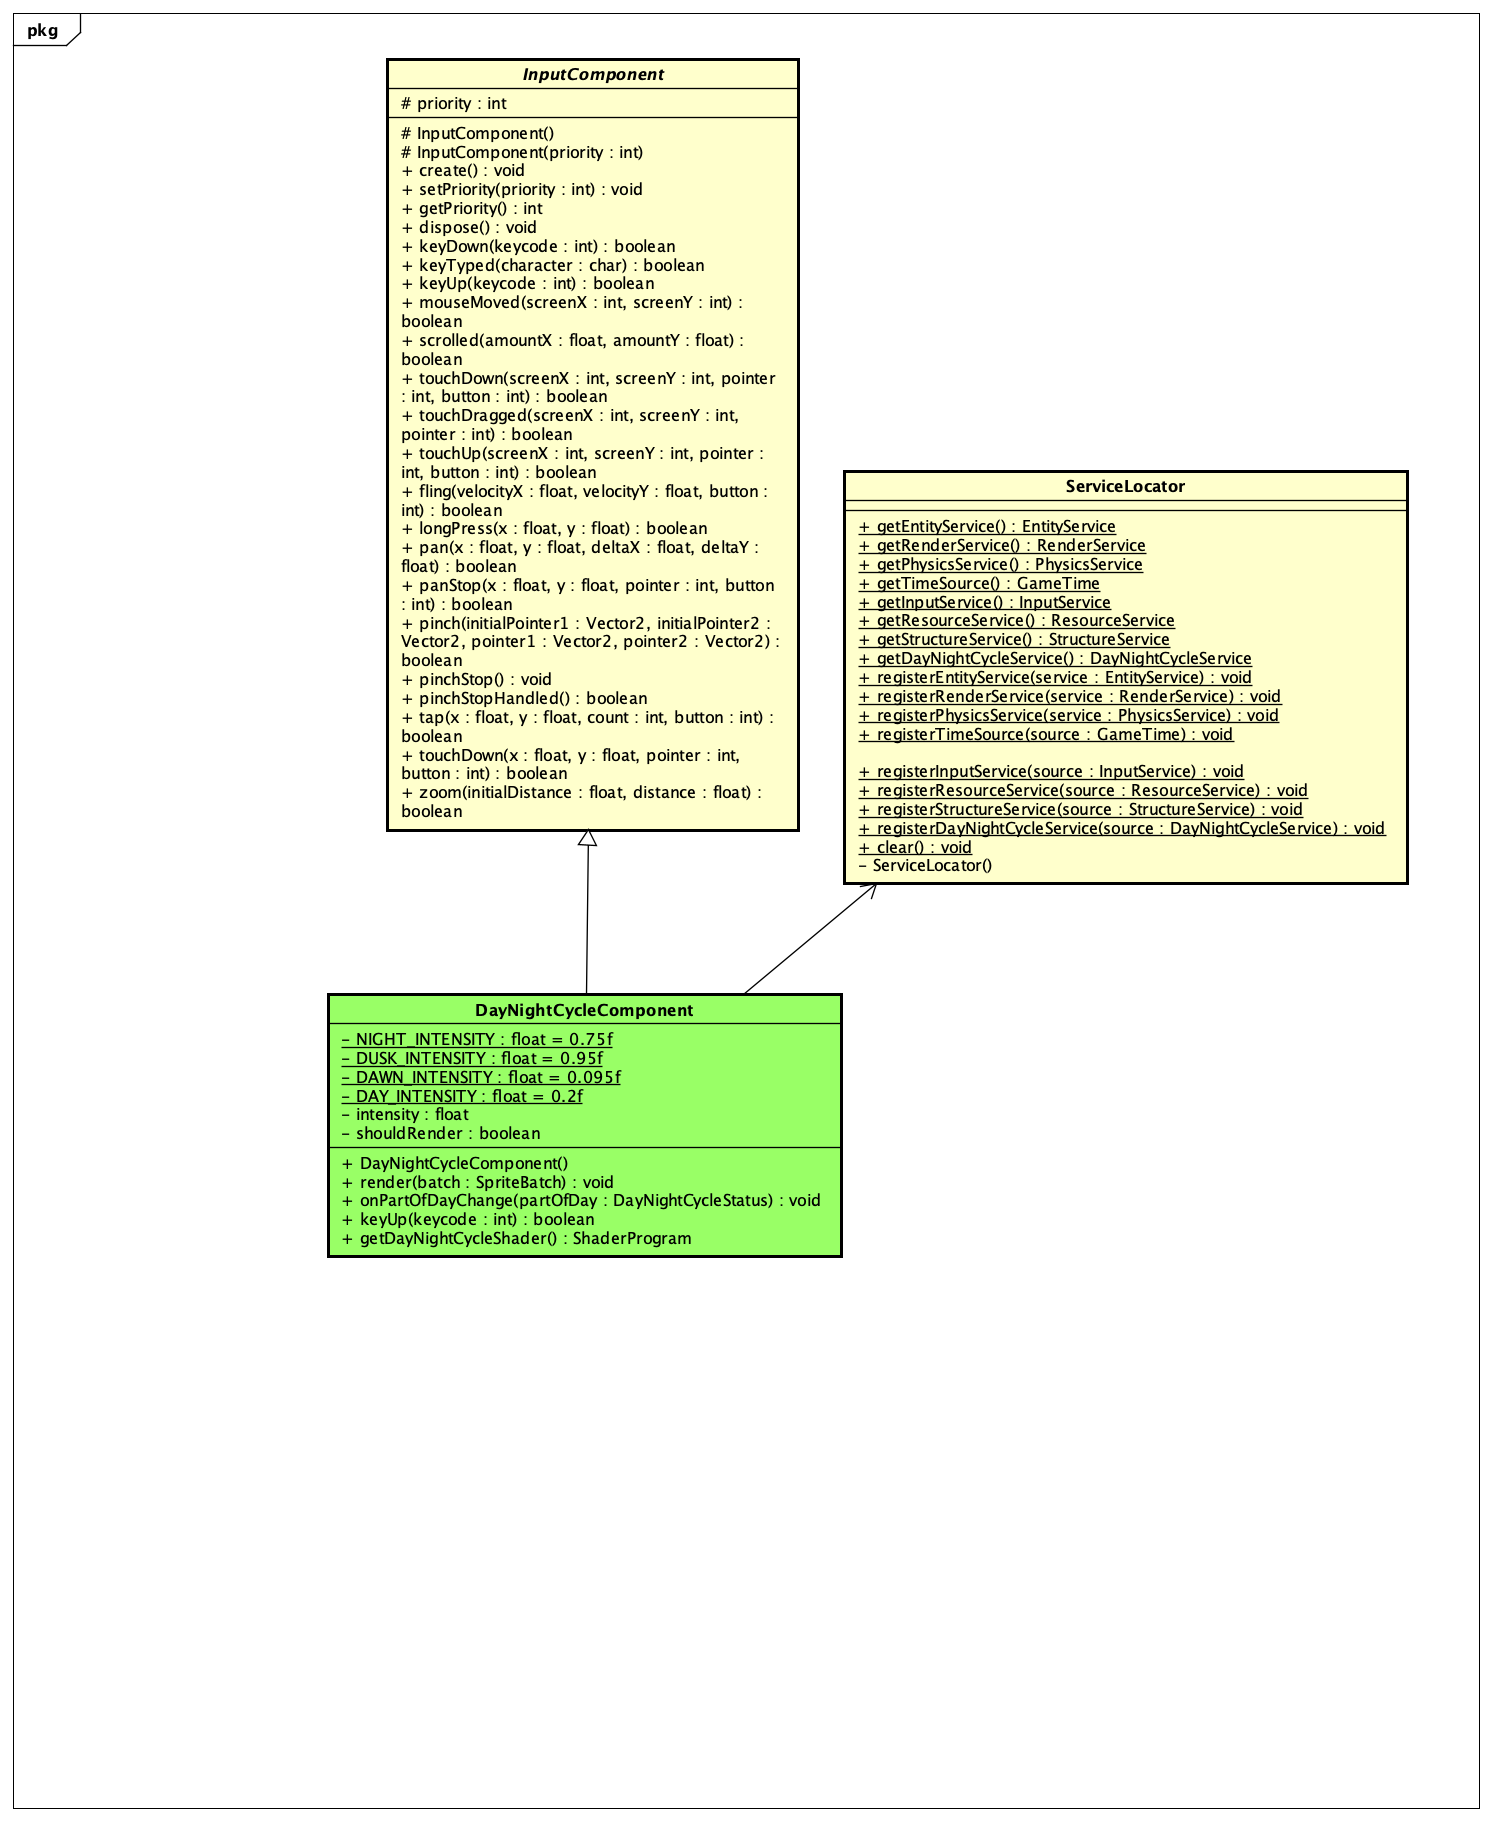 pkg
InputComponent
# priority : int
# InputComponent()
# InputComponent(priority : int)
+ create() : void
+ setPriority(priority : int) : void
+ getPriority() : int
+ dispose() : void
+ keyDown(keycode : int) : boolean
+ keyTyped(character : char) : boolean
+ keyUp(keycode : int) : boolean
+ mouseMoved(screenX : int, screenY : int) :
boolean
+ scrolled(amountX : float, amountY : float) :
boolean
+ touchDown(screenX : int, screenY : int, pointer
: int, button : int) : boolean
+ touchDragged(screenX : int, screenY : int,
pointer : int) : boolean
+ touchUp(screenX : int, screenY : int, pointer :
int, button : int) : boolean
+ fling(velocityX : float, velocityY : float, button :
int) : boolean
+ longPress(x : float, y : float) : boolean
+ pan(x : float, y : float, deltaX : float, deltaY :
float) : boolean
+ panStop(x : float, y : float, pointer : int, button
: int) : boolean
+ pinch(initialPointer1 : Vector2, initialPointer2 :
Vector2, pointer1 : Vector2, pointer2 : Vector2) :
boolean
+ pinchStop() : void
+ pinchStopHandled() : boolean
+ tap(x : float, y : float, count : int, button : int) :
boolean
+ touchDown(x : float, y : float, pointer : int,
button : int) : boolean
+ zoom(initialDistance : float, distance : float) :
boolean
ServiceLocator
+ getEntityService() : EntityService
+ getRenderService() : RenderService
+ getPhysicsService() : PhysicsService
+ getTimeSource() : GameTime
+ getInputService() : InputService
+ getResourceService() : ResourceService
+ getStructureService() : StructureService
+ getDayNightCycleService() : DayNightCycleService
+ registerEntityService(service : EntityService) : void
+ registerRenderService(service : RenderService) : void
+ registerPhysicsService(service : PhysicsService) : void
+ registerTimeSource(source : GameTime) : void
+ registerInputService(source : InputService) : void
+ registerResourceService(source : ResourceService) : void
+ registerStructureService(source : StructureService) : void
+ registerDayNightCycleService(source : DayNightCycleService) : void
+ clear() : void
- ServiceLocator()
DayNightCycleComponent
- NIGHT_INTENSITY : float = 0.75f
- DUSK_INTENSITY : float = 0.95f
- DAWN_INTENSITY : float = 0.095f
- DAY_INTENSITY : float = 0.2f
- intensity : float
- shouldRender : boolean
+ DayNightCycleComponent()
+ render(batch : SpriteBatch) : void
+ onPartOfDayChange(partOfDay : DayNightCycleStatus) : void
+ keyUp(keycode : int) : boolean
+ getDayNightCycleShader() : ShaderProgram